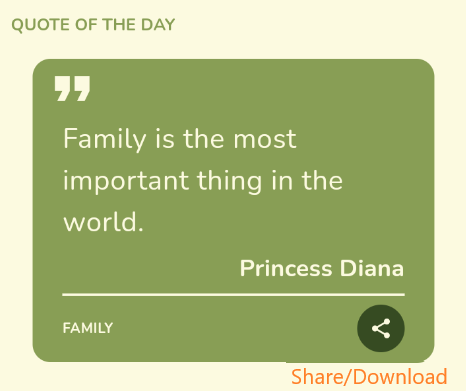 QUOTE OF THE DAY
Family is the most
important thing in the
world.
Princess Diana
FAMILY
Share/Download